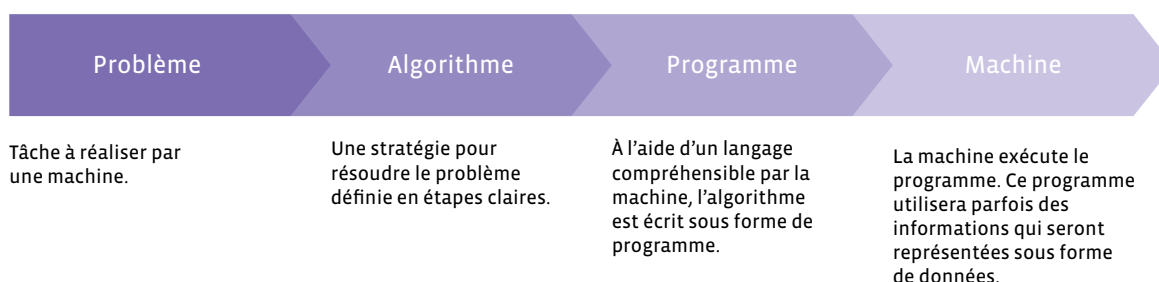 Problème
Algorithme
Programme
Machine
Tâche à réaliser par
une machine.
Une stratégie pour
résoudre le problème
définie en étapes claires.
À l’aide d’un langage
compréhensible par la
machine, l’algorithme
est écrit sous forme de
programme.
La machine exécute le
programme. Ce programme
utilisera parfois des
informations qui seront
représentées sous forme
de données.